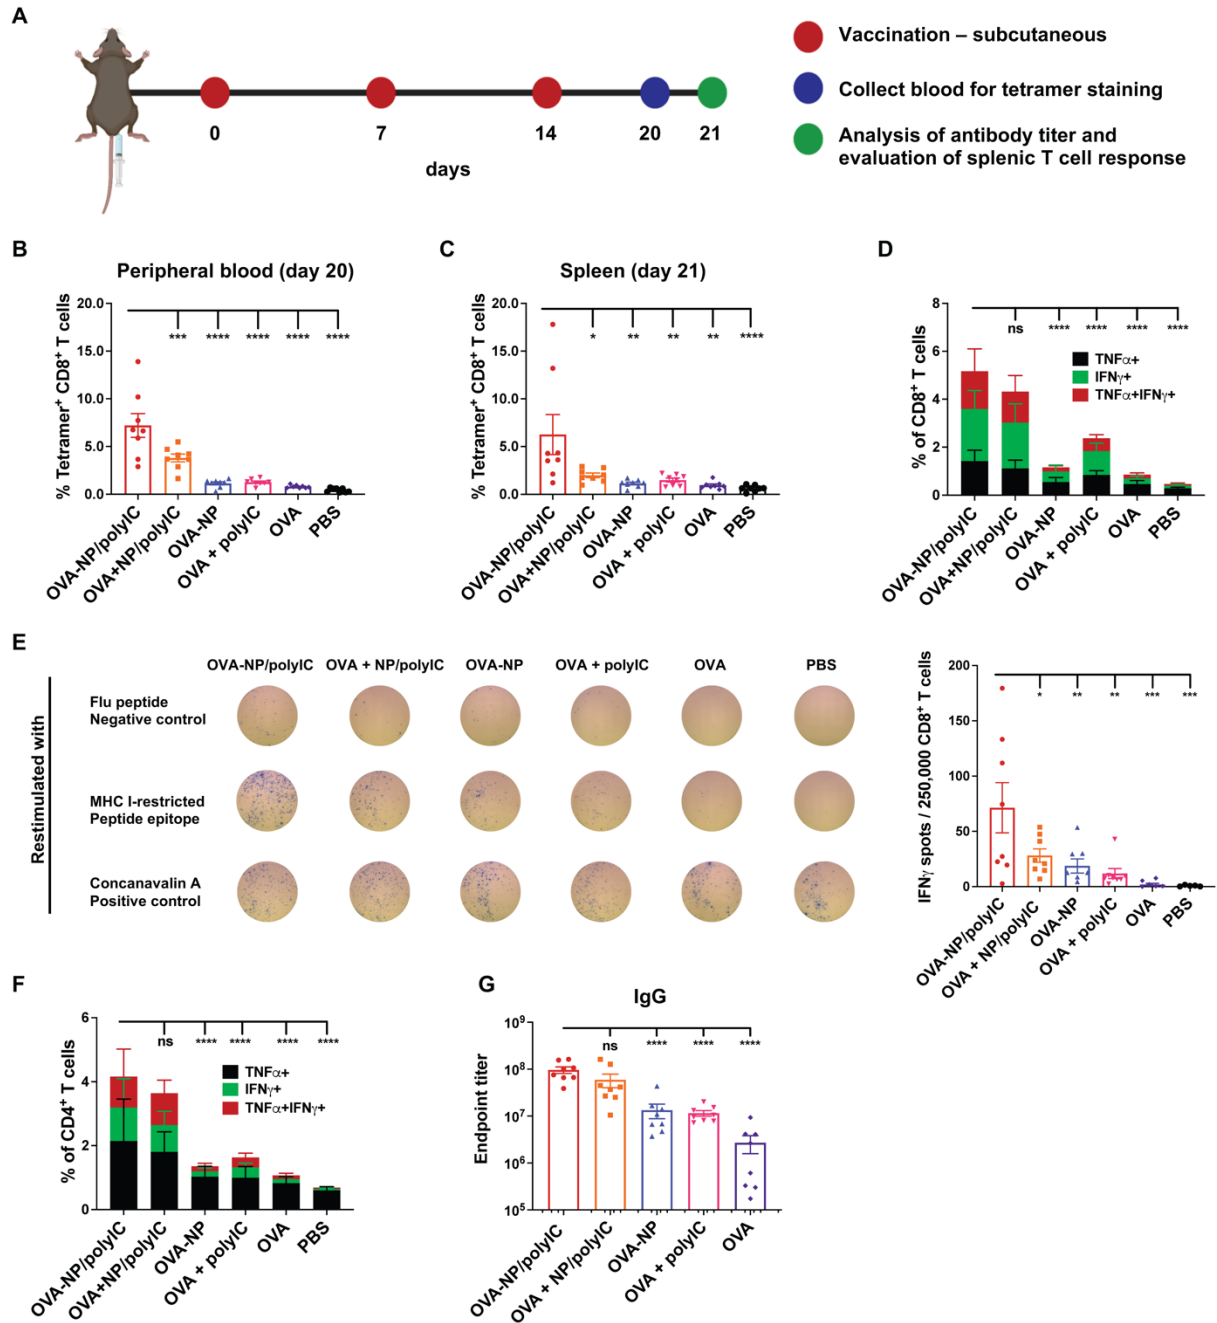 A
Vaccination – subcutaneous
Collect blood for tetramer staining
Analysis of antibody titer and
evaluation of splenic T cell response
0
7
14
20
21
days
B
Peripheral blood (day 20)
% Tetramer⁺ CD8⁺ T cells
20.0
15.0
10.0
5.0
0.0
*** **** **** **** ****
OVA-NP/polyIC
OVA+NP/polyIC
OVA-NP
OVA + polyIC
OVA
PBS
C
Spleen (day 21)
% Tetramer⁺ CD8⁺ T cells
20.0
15.0
10.0
5.0
0.0
* ** ** ** ****
OVA-NP/polyIC
OVA+NP/polyIC
OVA-NP
OVA + polyIC
OVA
PBS
D
% of CD8⁺ T cells
8
6
4
2
0
ns **** **** **** ****
TNFα+
IFNγ+
TNFα+IFNγ+
OVA-NP/polyIC
OVA+NP/polyIC
OVA-NP
OVA + polyIC
OVA
PBS
E
Restimulated with
OVA-NP/polyIC
OVA + NP/polyIC
OVA-NP
OVA + polyIC
OVA
PBS
Flu peptide
Negative control
MHC I-restricted
Peptide epitope
Concanavalin A
Positive control
IFNγ spots / 250,000 CD8⁺ T cells
200
150
100
50
0
* ** ** *** ***
OVA-NP/polyIC
OVA + NP/polyIC
OVA-NP
OVA + polyIC
OVA
PBS
F
% of CD4⁺ T cells
6
4
2
0
ns **** **** **** ****
TNFα+
IFNγ+
TNFα+IFNγ+
OVA-NP/polyIC
OVA+NP/polyIC
OVA-NP
OVA + polyIC
OVA
PBS
G
IgG
Endpoint titer
10⁹
10⁸
10⁷
10⁶
10⁵
ns **** **** ****
OVA-NP/polyIC
OVA + NP/polyIC
OVA-NP
OVA + polyIC
OVA